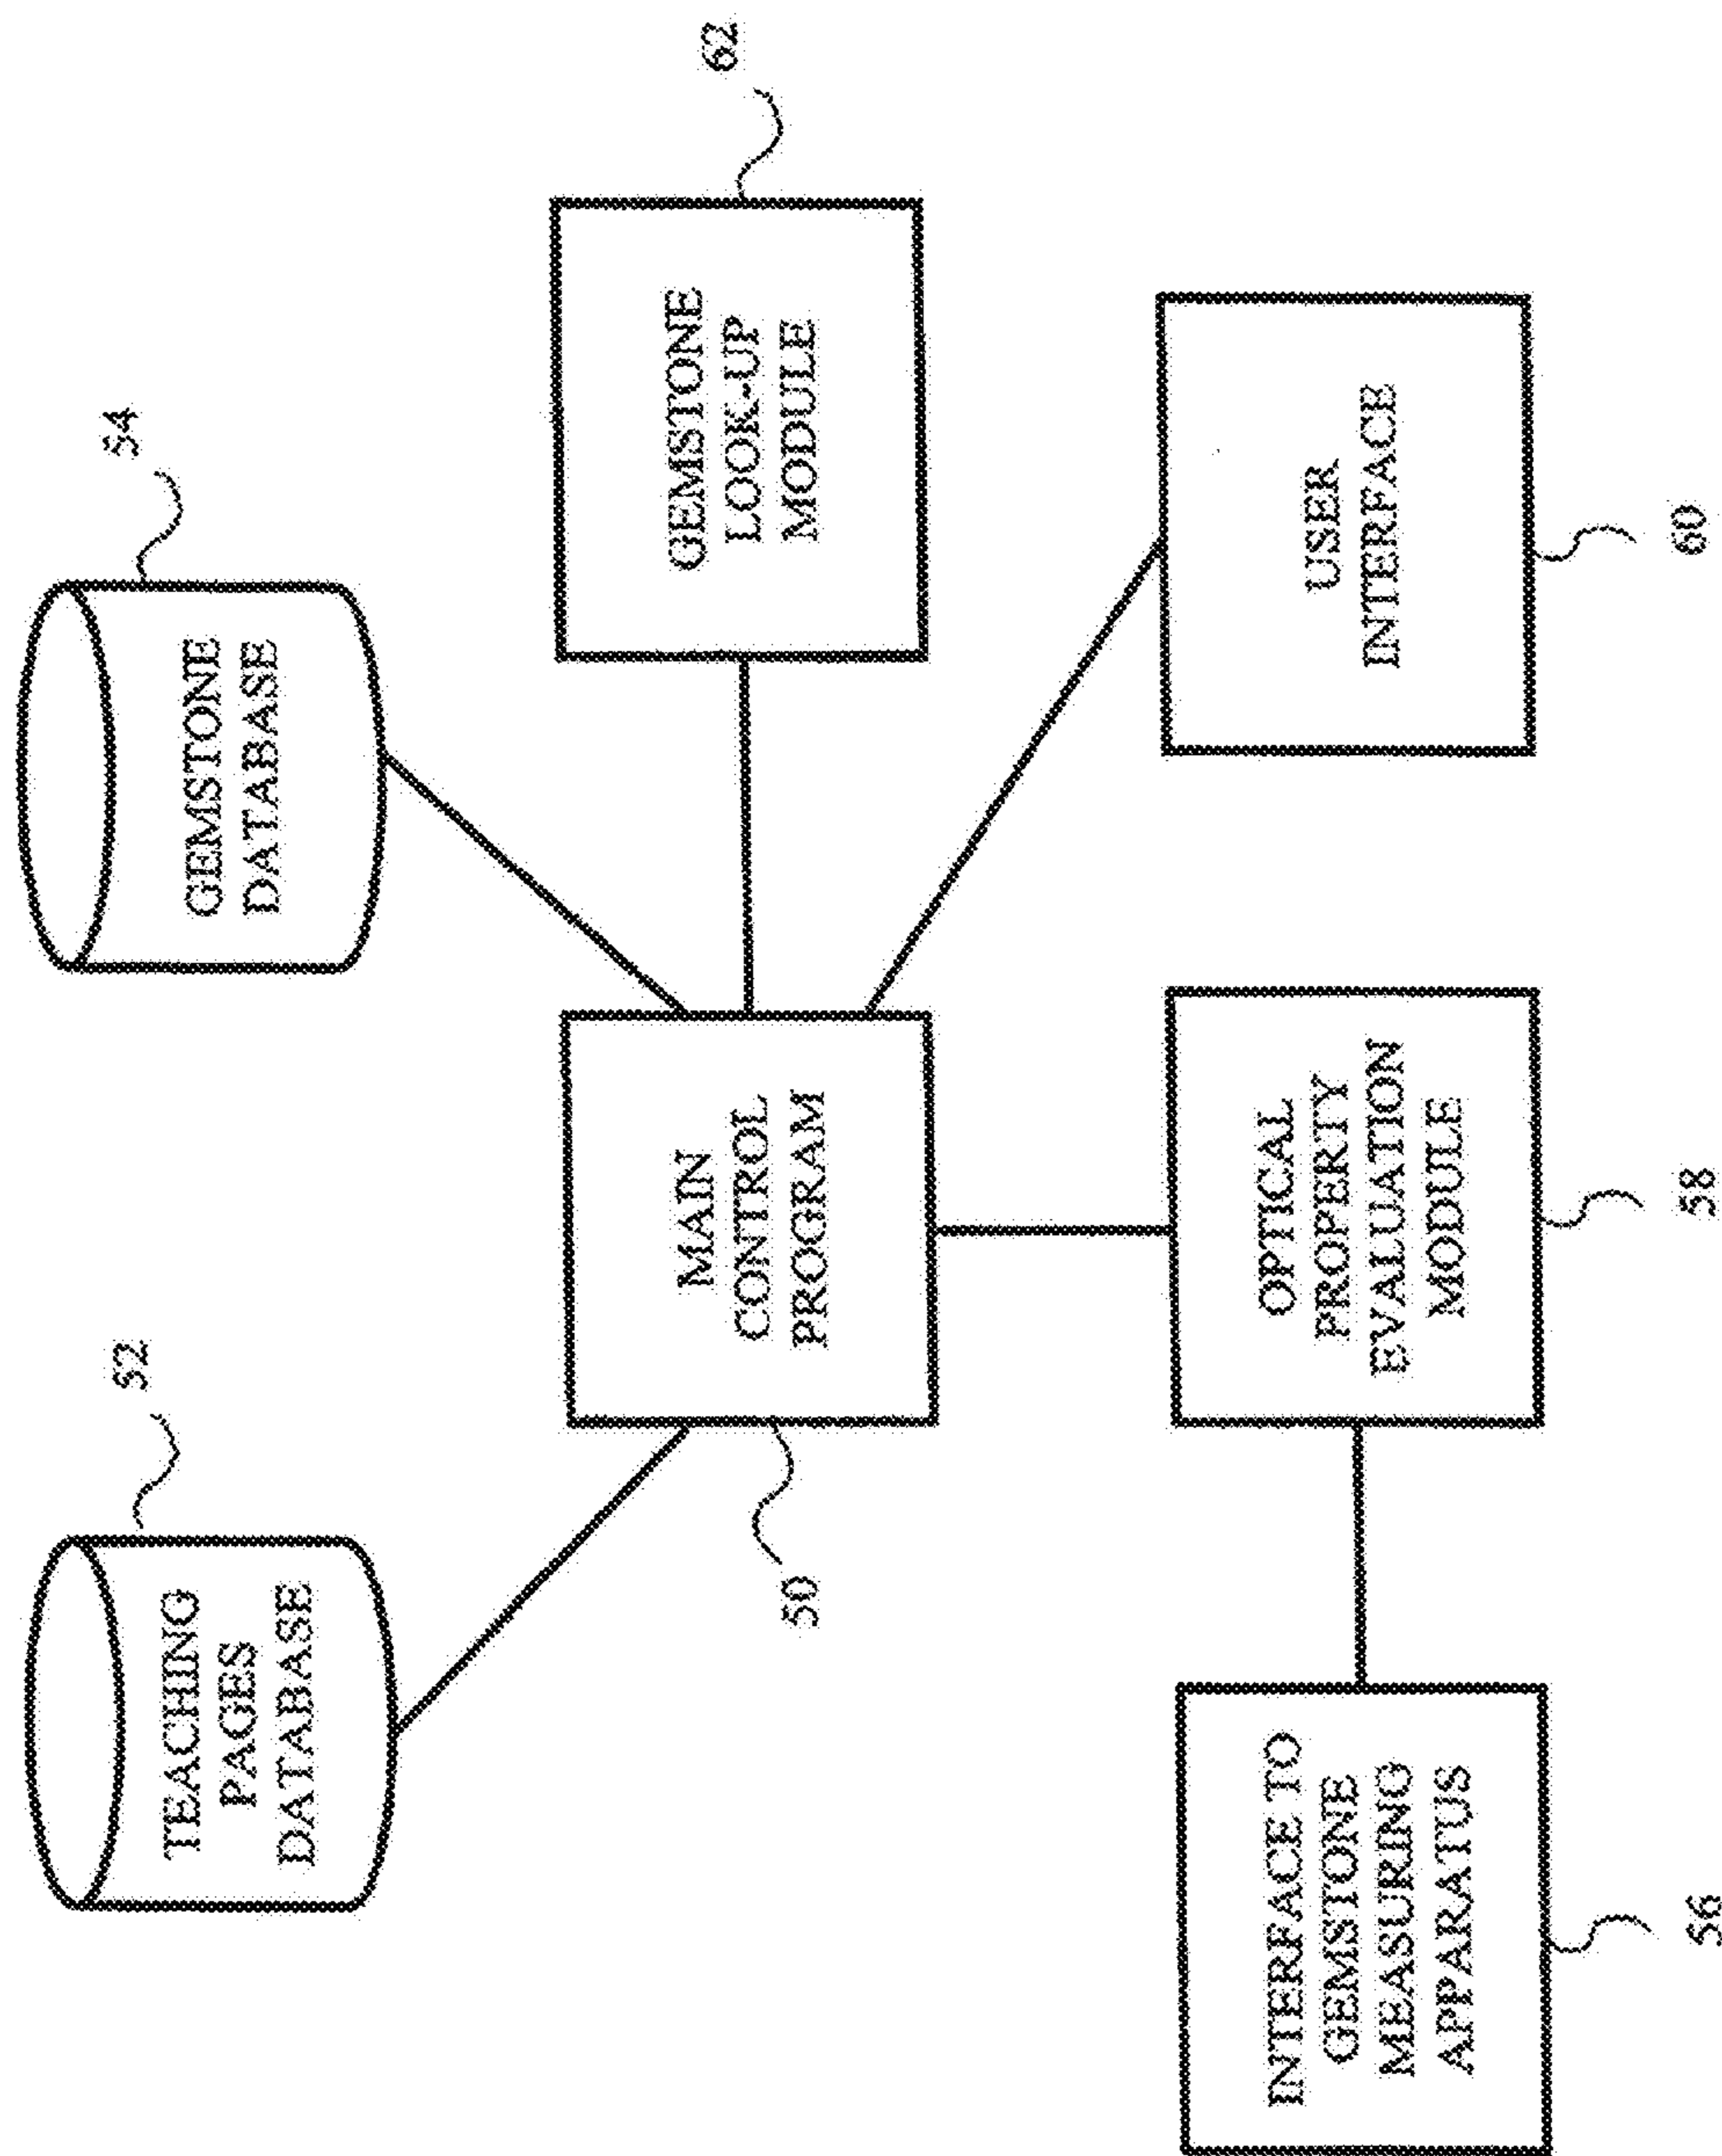 52
TEACHING
PAGES
DATABASE
54
GEMSTONE
DATABASE
50
MAIN
CONTROL
PROGRAM
62
GEMSTONE
LOOK-UP
MODULE
INTERFACE TO
GEMSTONE
MEASURING
APPARATUS
56
OPTICAL
PROPERTY
EVALUATION
MODULE
58
USER
INTERFACE
60